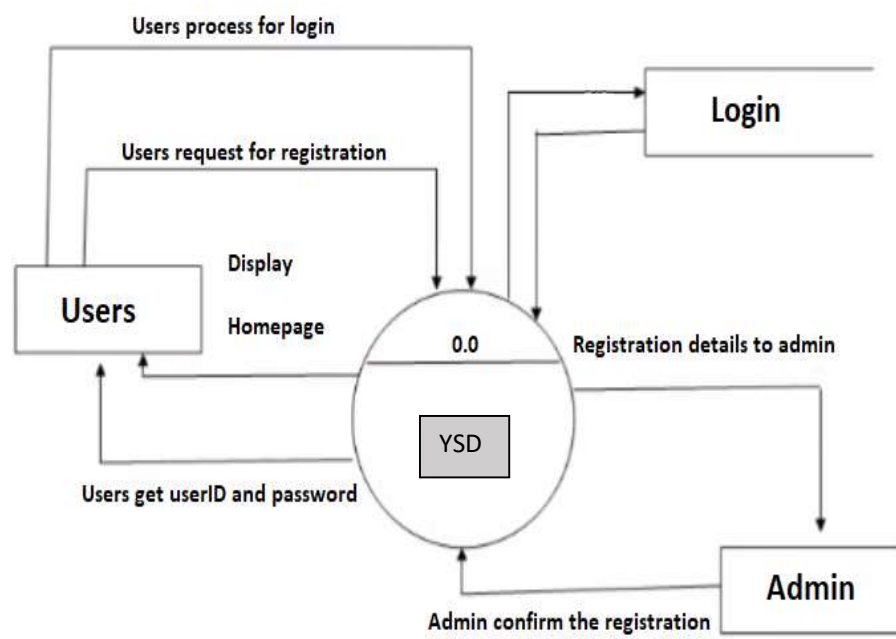 Users process for login
Login
Users request for registration
Display
Users
Homepage
0.0
Registration details to admin
YSD
Users get userID and password
Admin
Admin confirm the registration